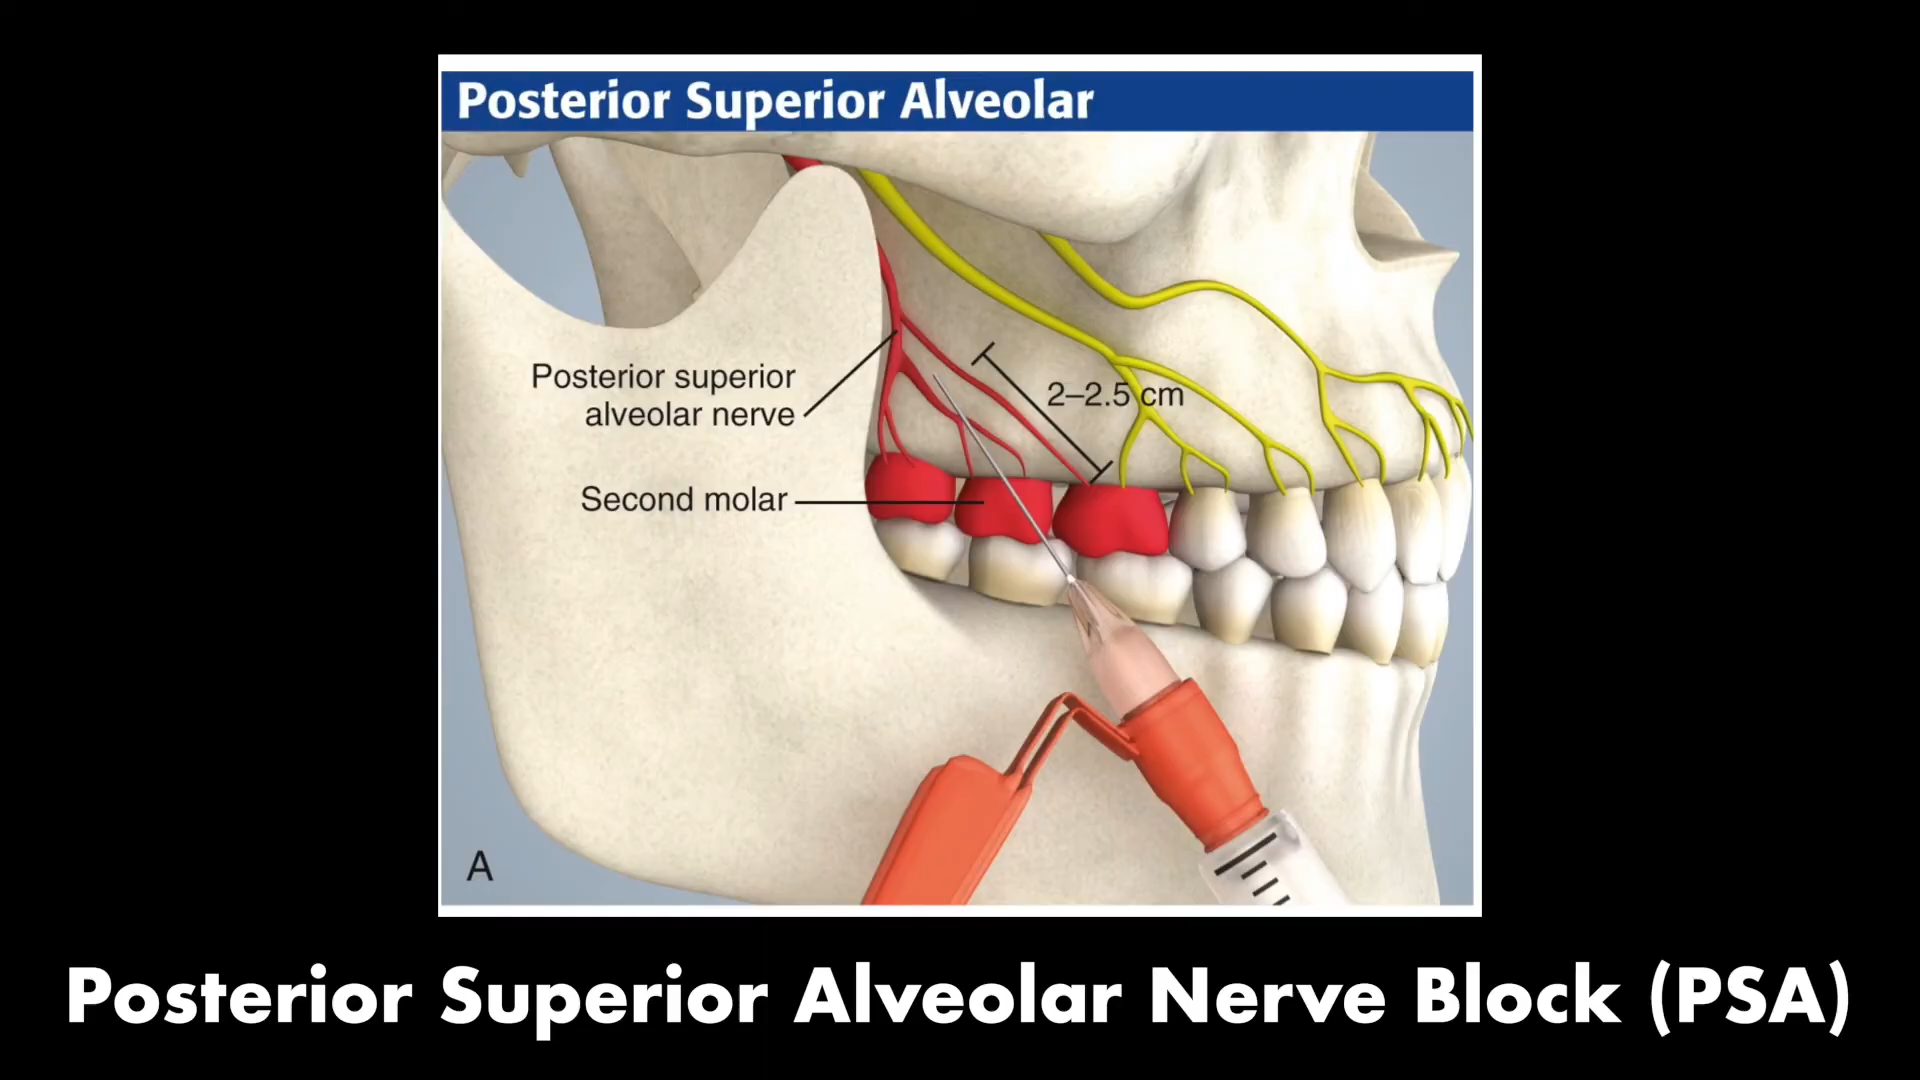 Posterior Superior Alveolar
Posterior superior
alveolar nerve
2–2.5 cm
Second molar
A
Posterior Superior Alveolar Nerve Block (PSA)